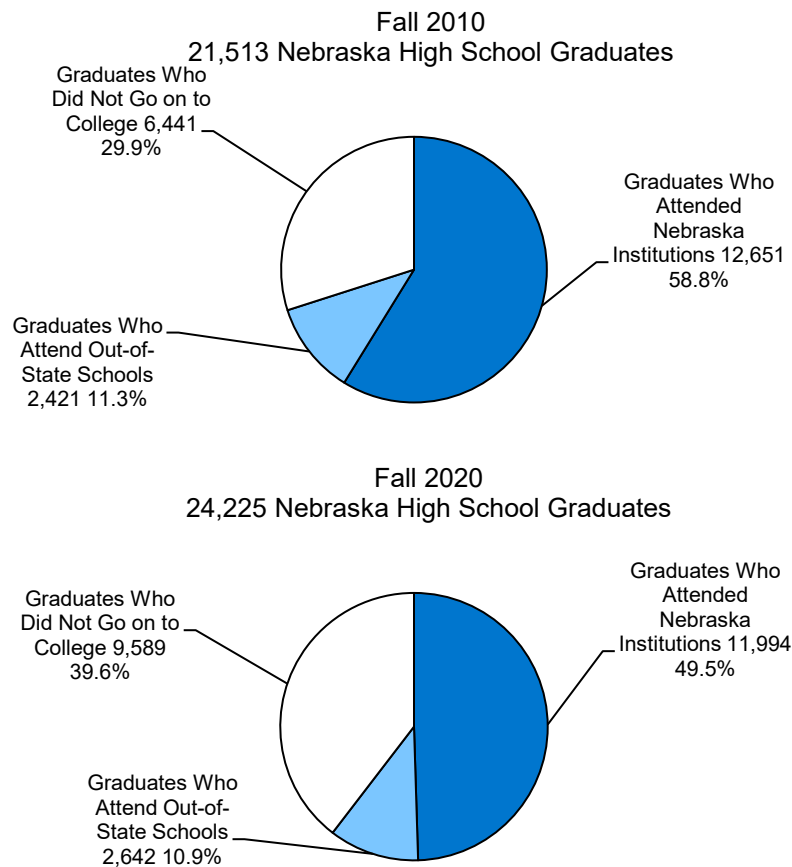 Fall 2010
21,513 Nebraska High School Graduates
Graduates Who
Did Not Go on to
College 6,441
29.9%
Graduates Who
Attended
Nebraska
Institutions 12,651
58.8%
Graduates Who
Attend Out-of-
State Schools
2,421 11.3%
Fall 2020
24,225 Nebraska High School Graduates
Graduates Who
Attended
Nebraska
Institutions 11,994
49.5%
Graduates Who
Did Not Go on to
College 9,589
39.6%
Graduates Who
Attend Out-of-
State Schools
2,642 10.9%